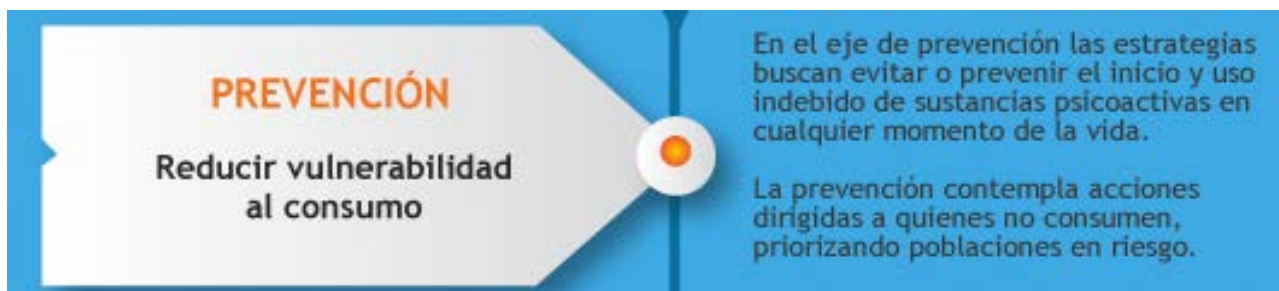 PREVENCIÓN
Reducir vulnerabilidad
al consumo
En el eje de prevención las estrategias
buscan evitar o prevenir el inicio y uso
indebido de sustancias psicoactivas en
cualquier momento de la vida.
La prevención contempla acciones
dirigidas a quienes no consumen,
priorizando poblaciones en riesgo.